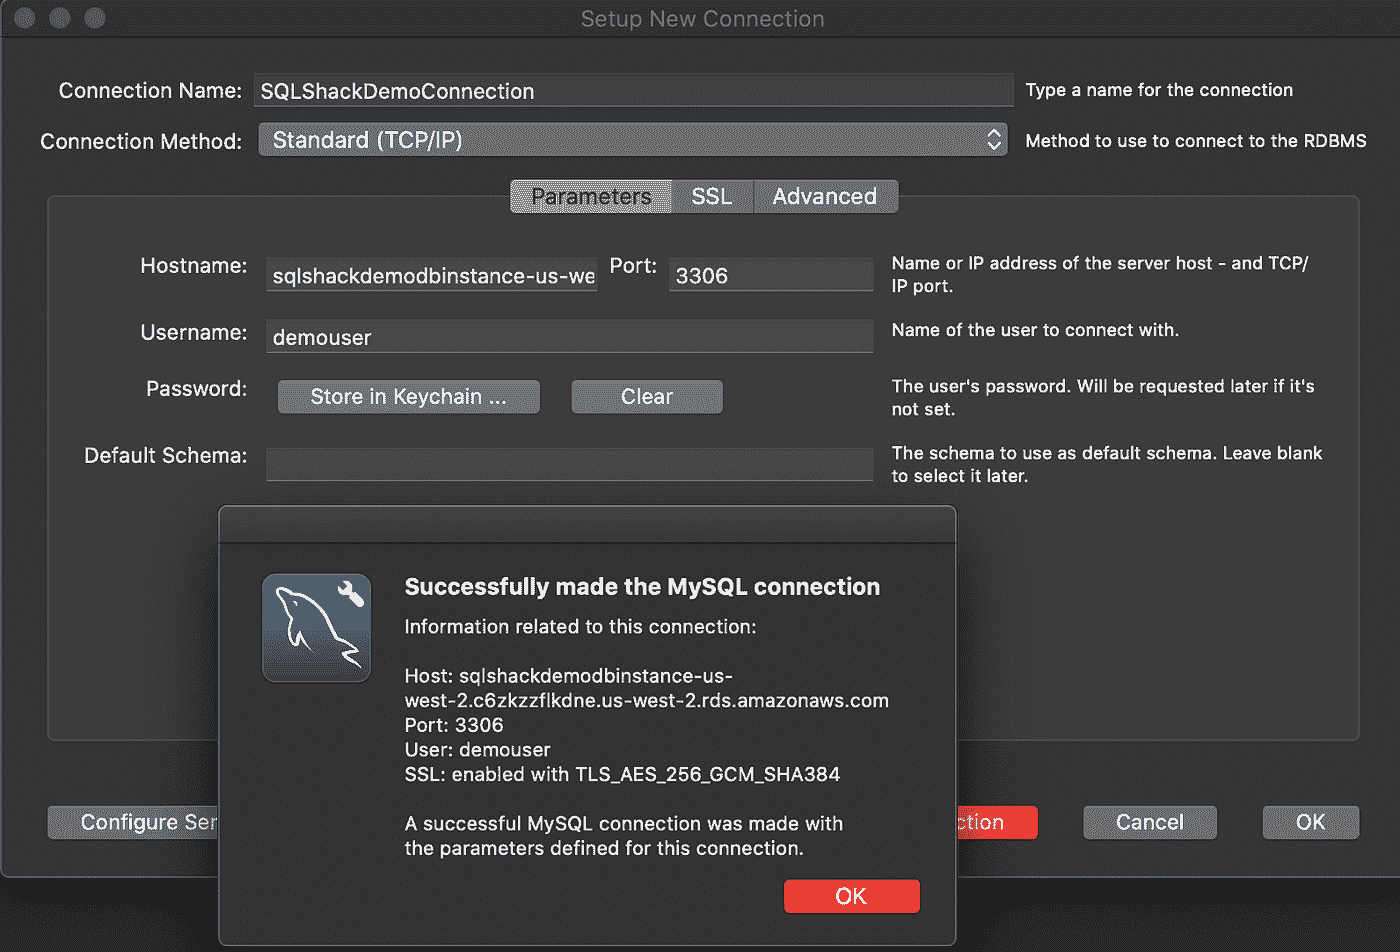 Setup New Connection
Connection Name: SQLShackDemoConnection Type a name for the connection
Connection Method: Standard (TCP/IP) Method to use to connect to the RDBMS
Parameters SSL Advanced
Hostname: sqlshackdemodbinstance-us-we Port: 3306 Name or IP address of the server host - and TCP/
IP port.
Username: demouser Name of the user to connect with.
Password: Store in Keychain ... Clear The user's password. Will be requested later if it's
not set.
Default Schema: The schema to use as default schema. Leave blank
to select it later.
Successfully made the MySQL connection
Information related to this connection:
Host: sqlshackdemodbinstance-us-
west-2.c6zkzzflkdne.us-west-2.rds.amazonaws.com
Port: 3306
User: demouser
SSL: enabled with TLS_AES_256_GCM_SHA384
A successful MySQL connection was made with
the parameters defined for this connection.
OK
Configure Ser ction Cancel OK